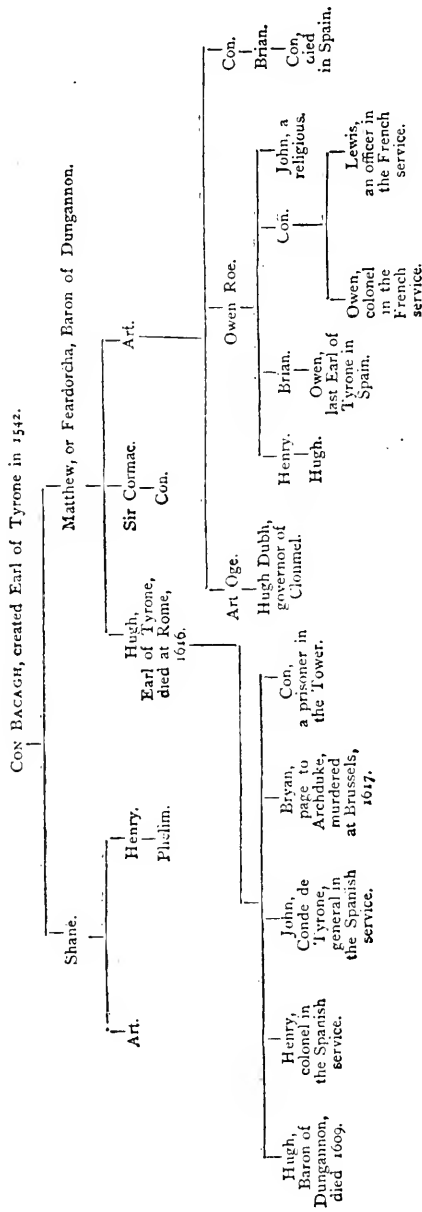 CON BACAGH, created Earl of Tyrone in 1542.
Shane.
Matthew, or Feardorcha, Baron of Dungannon.
Art.
Henry.
Phelim.
Hugh,
Earl of Tyrone,
died at Rome,
1616.
Sir Cormac.
Con.
Art.
Art Oge.
Hugh Dubh,
governor of
Clonmel.
Owen Roe.
Con.
Brian.
Con,
died
in Spain.
Henry.
Hugh.
Brian.
Owen,
last Earl of
Tyrone in
Spain.
Con.
John, a
religious.
Owen,
colonel
in the
French
service.
Lewis,
an officer in
the French
service.
Hugh,
Baron of
Dungannon,
died 1609.
Henry,
colonel in
the Spanish
service.
John,
Conde de
Tyrone,
general in
the Spanish
service.
Bryan,
page to
Archduke,
murdered
at Brussels,
1617.
Con,
a prisoner in
the Tower.